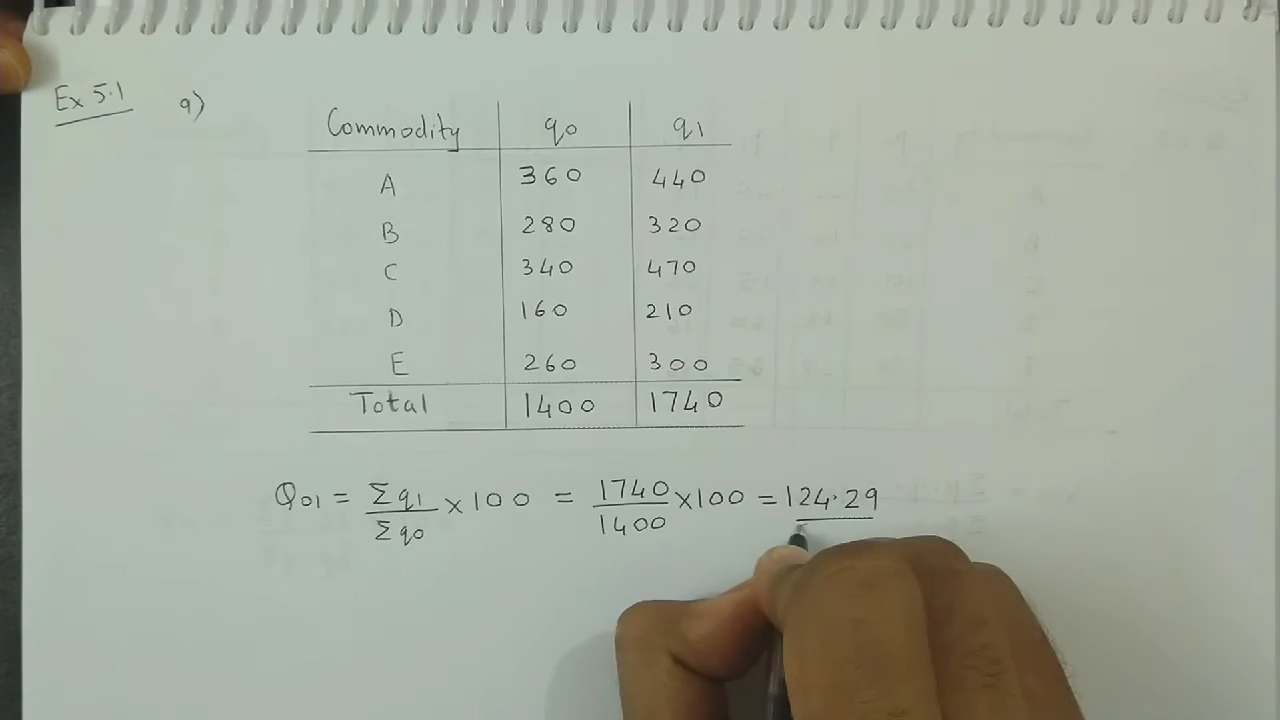 Ex 5.1 a)
Commodity q0 q1
A 360 440
B 280 320
C 340 470
D 160 210
E 260 300
Total 1400 1740
Q01 = Σq1/Σq0 × 100 = 1740/1400 × 100 = 124.29